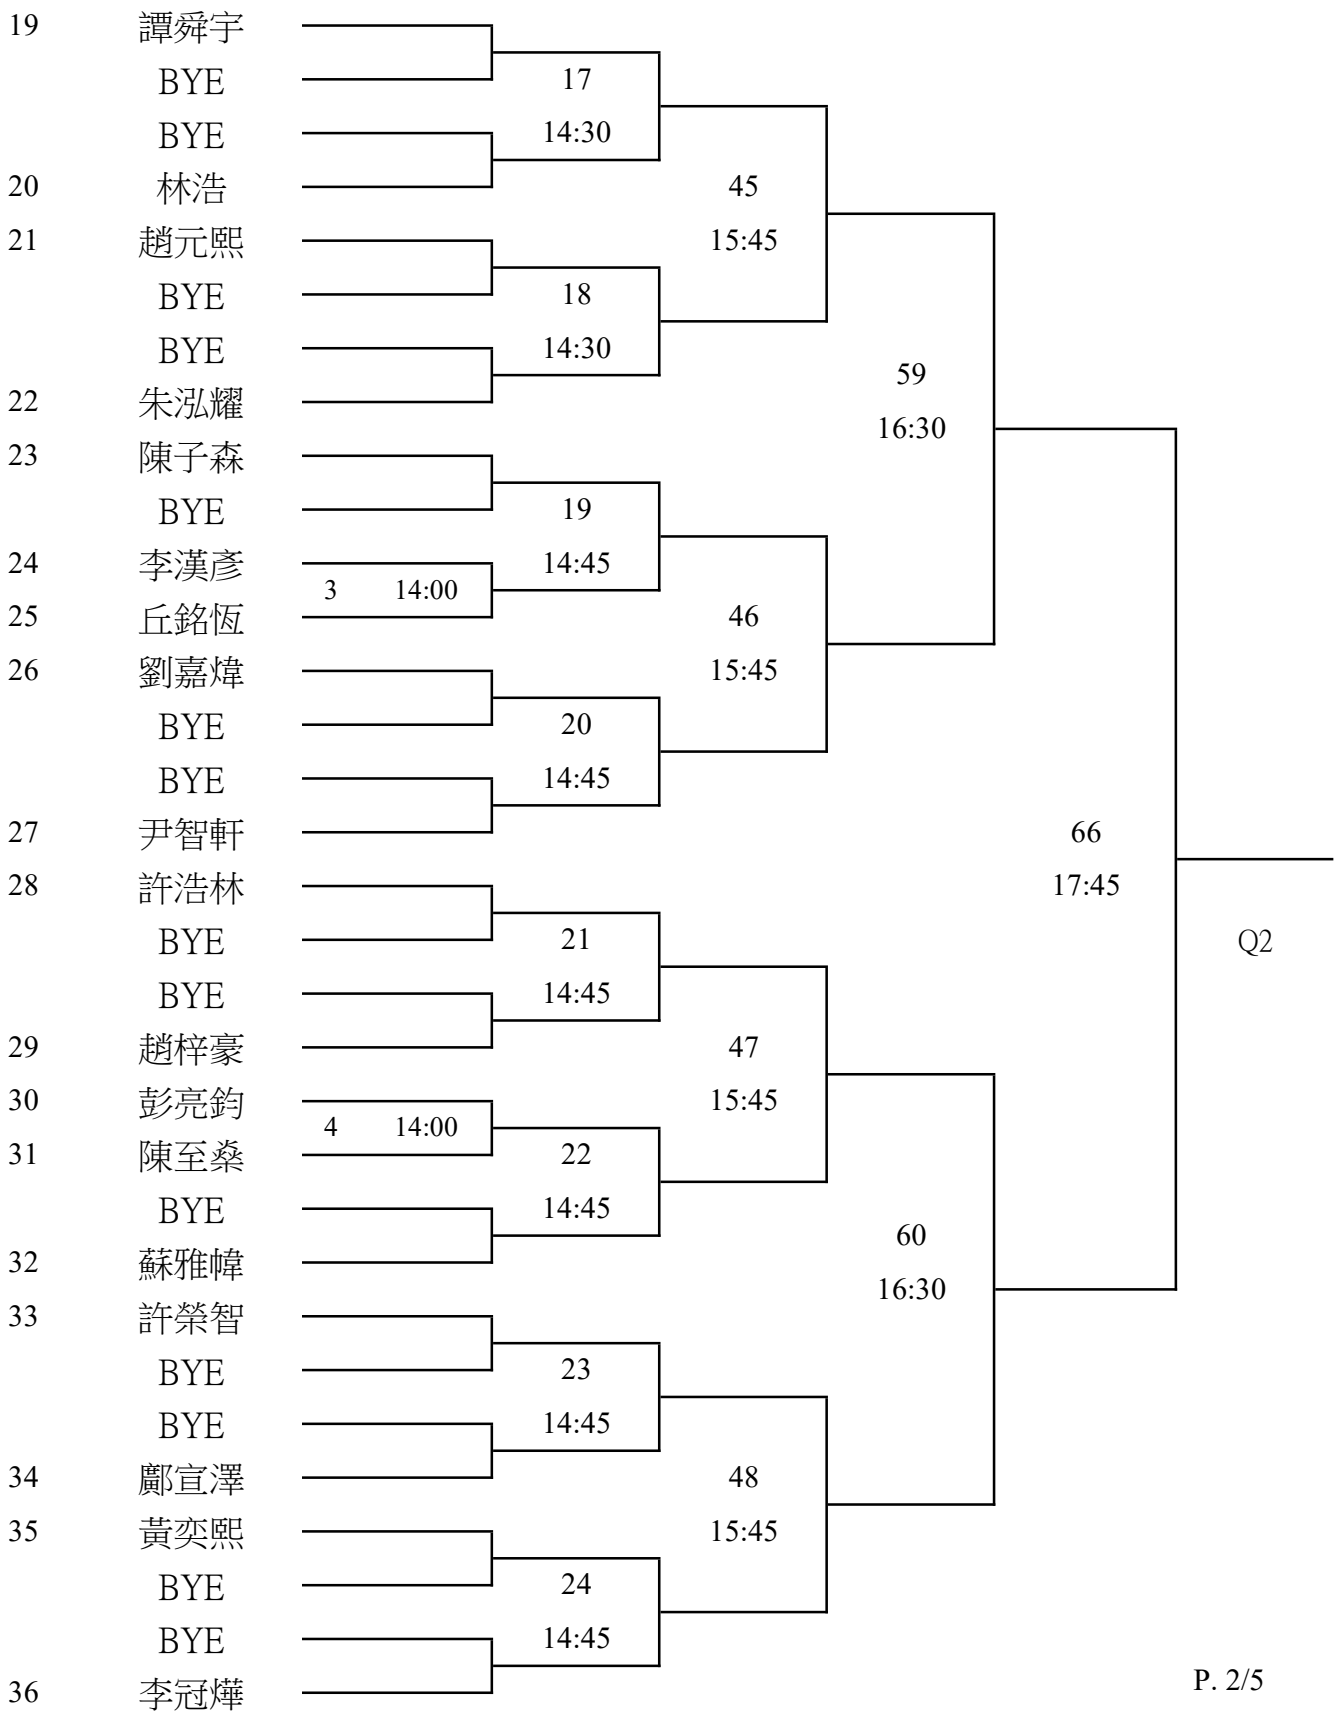 19 譚舜宇
BYE 17
BYE 14:30
20 林浩 45
21 趙元熙 15:45
BYE 18
BYE 14:30
59
22 朱泓耀
16:30
23 陳子森
BYE 19
24 李漢彥 14:45
3 14:00
25 丘銘恆 46
26 劉嘉煒 15:45
BYE 20
BYE 14:45
27 尹智軒 66
28 許浩林 17:45
BYE 21 Q2
BYE 14:45
29 趙梓豪 47
30 彭亮鈞 15:45
4 14:00
31 陳至燊 22
BYE 14:45
60
32 蘇雅幃
16:30
33 許榮智
BYE 23
BYE 14:45
34 鄺宣澤 48
35 黃奕熙 15:45
BYE 24
BYE 14:45
36 李冠燁 P. 2/5